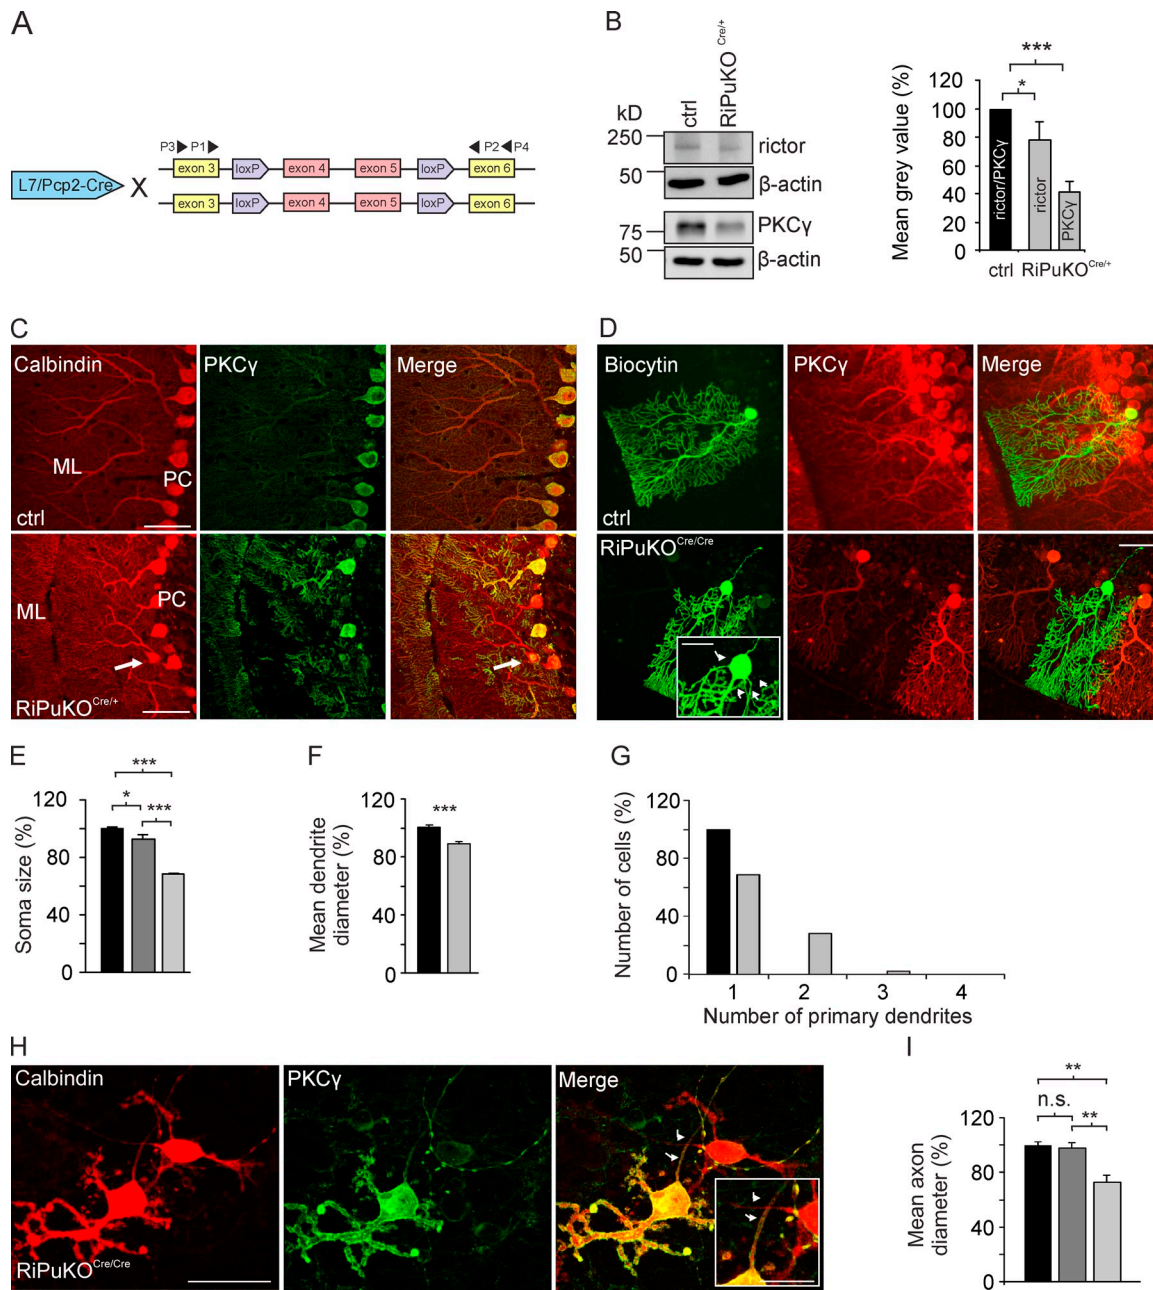 A
P3 P1 P2 P4
L7/Pcp2-Cre X exon 3 loxP exon 4 exon 5 loxP exon 6
exon 3 loxP exon 4 exon 5 loxP exon 6
B
kD ctrl RiPuKO Cre/+
250 rictor
50 β-actin
75 PKCγ
50 β-actin
Mean grey value (%)
***
*
120
100
80
60
40
20
0
rictor/PKCγ
rictor
PKCγ
ctrl RiPuKO Cre/+
C
Calbindin PKCγ Merge
ML PC
ctrl
ML PC
RiPuKO Cre/+
D
Biocytin PKCγ Merge
ctrl
RiPuKO Cre/Cre
E
Soma size (%)
***
* ***
120
80
40
0
F
Mean dendrite
diameter (%)
***
120
80
40
0
G
Number of cells (%)
120
80
40
0
1 2 3 4
Number of primary dendrites
H
Calbindin PKCγ Merge
RiPuKO Cre/Cre
I
Mean axon
diameter (%)
**
n.s.
**
120
80
40
0